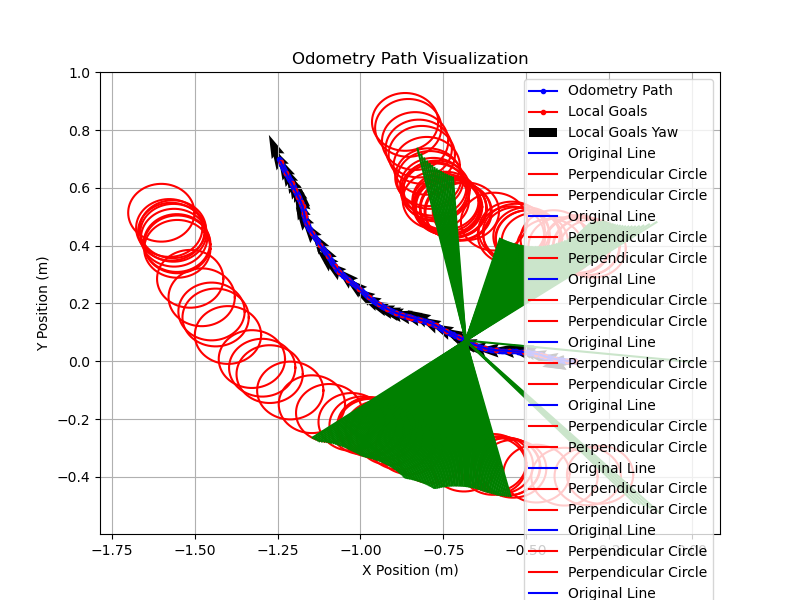 Odometry Path Visualization
1.0
0.8
0.6
0.4
0.2
0.0
−0.2
−0.4
Y Position (m)
−1.75
−1.50
−1.25
−1.00
−0.75
−0.50
X Position (m)
Odometry Path
Local Goals
Local Goals Yaw
Original Line
Perpendicular Circle
Perpendicular Circle
Original Line
Perpendicular Circle
Perpendicular Circle
Original Line
Perpendicular Circle
Perpendicular Circle
Original Line
Perpendicular Circle
Perpendicular Circle
Original Line
Perpendicular Circle
Perpendicular Circle
Original Line
Perpendicular Circle
Perpendicular Circle
Original Line
Perpendicular Circle
Perpendicular Circle
Original Line